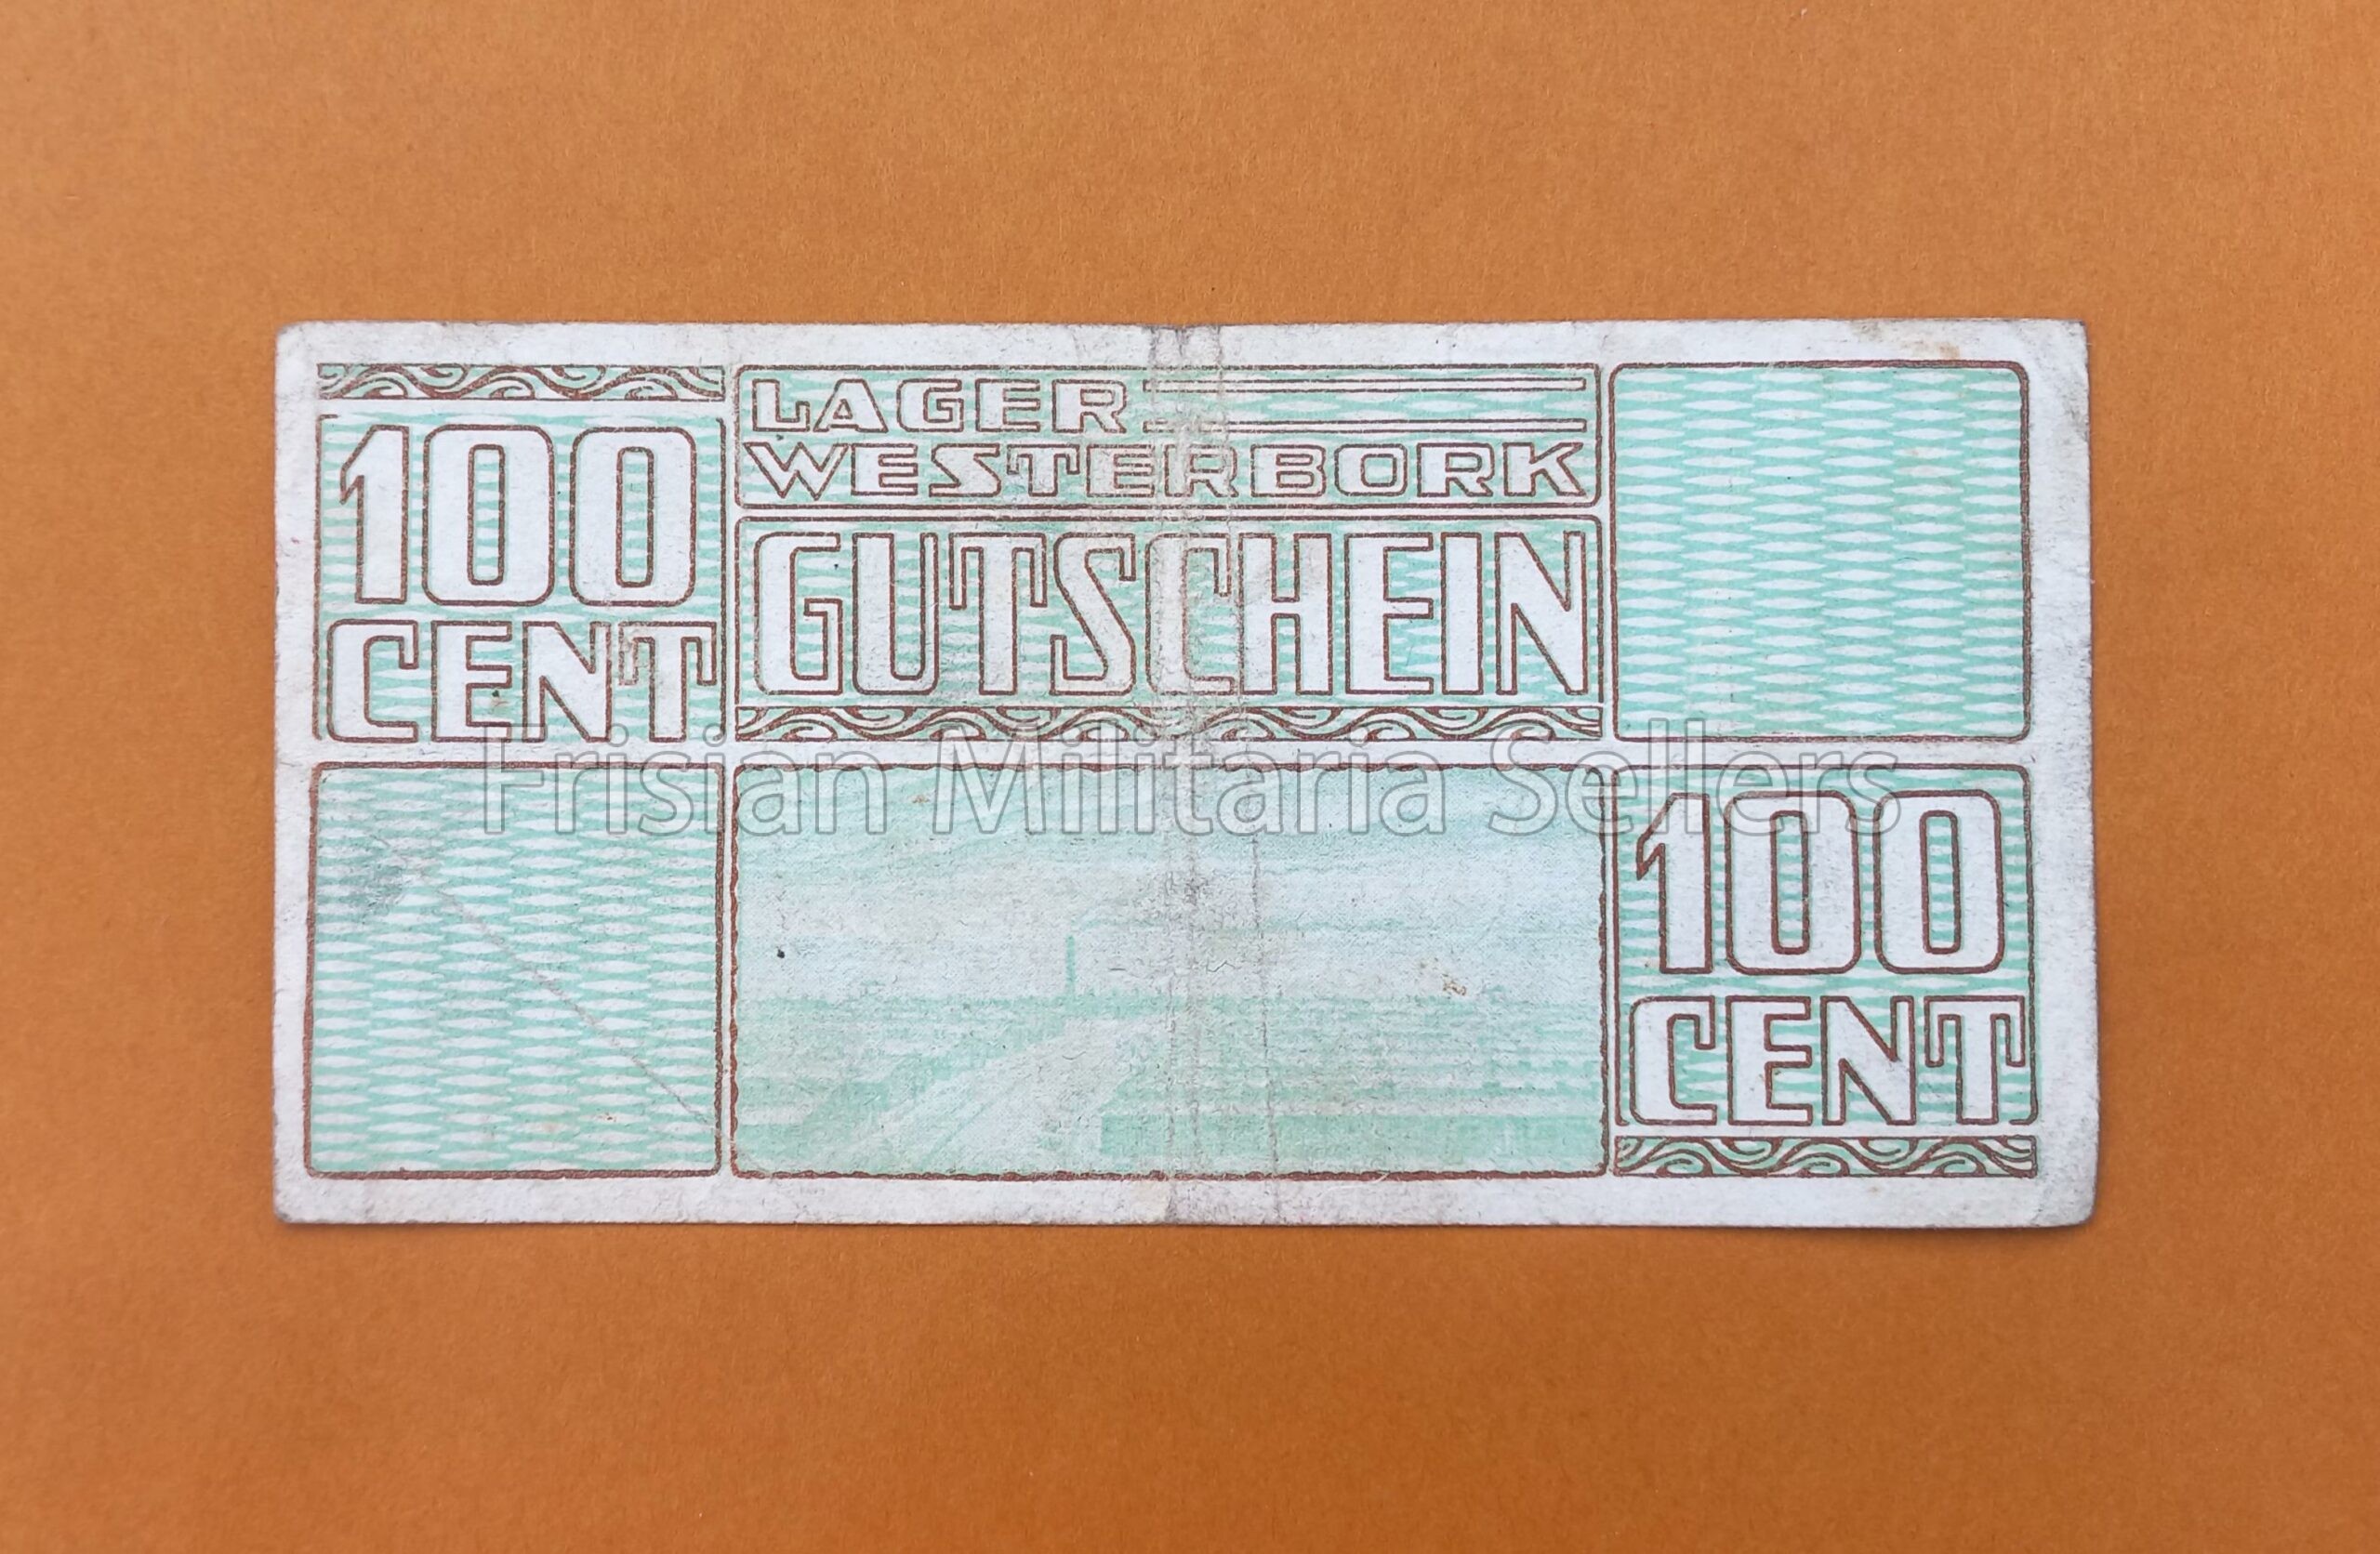 100
CENT
LAGER
WESTERBORK
GUTSCHEIN
Frisian Militaria Sellers
100
CENT